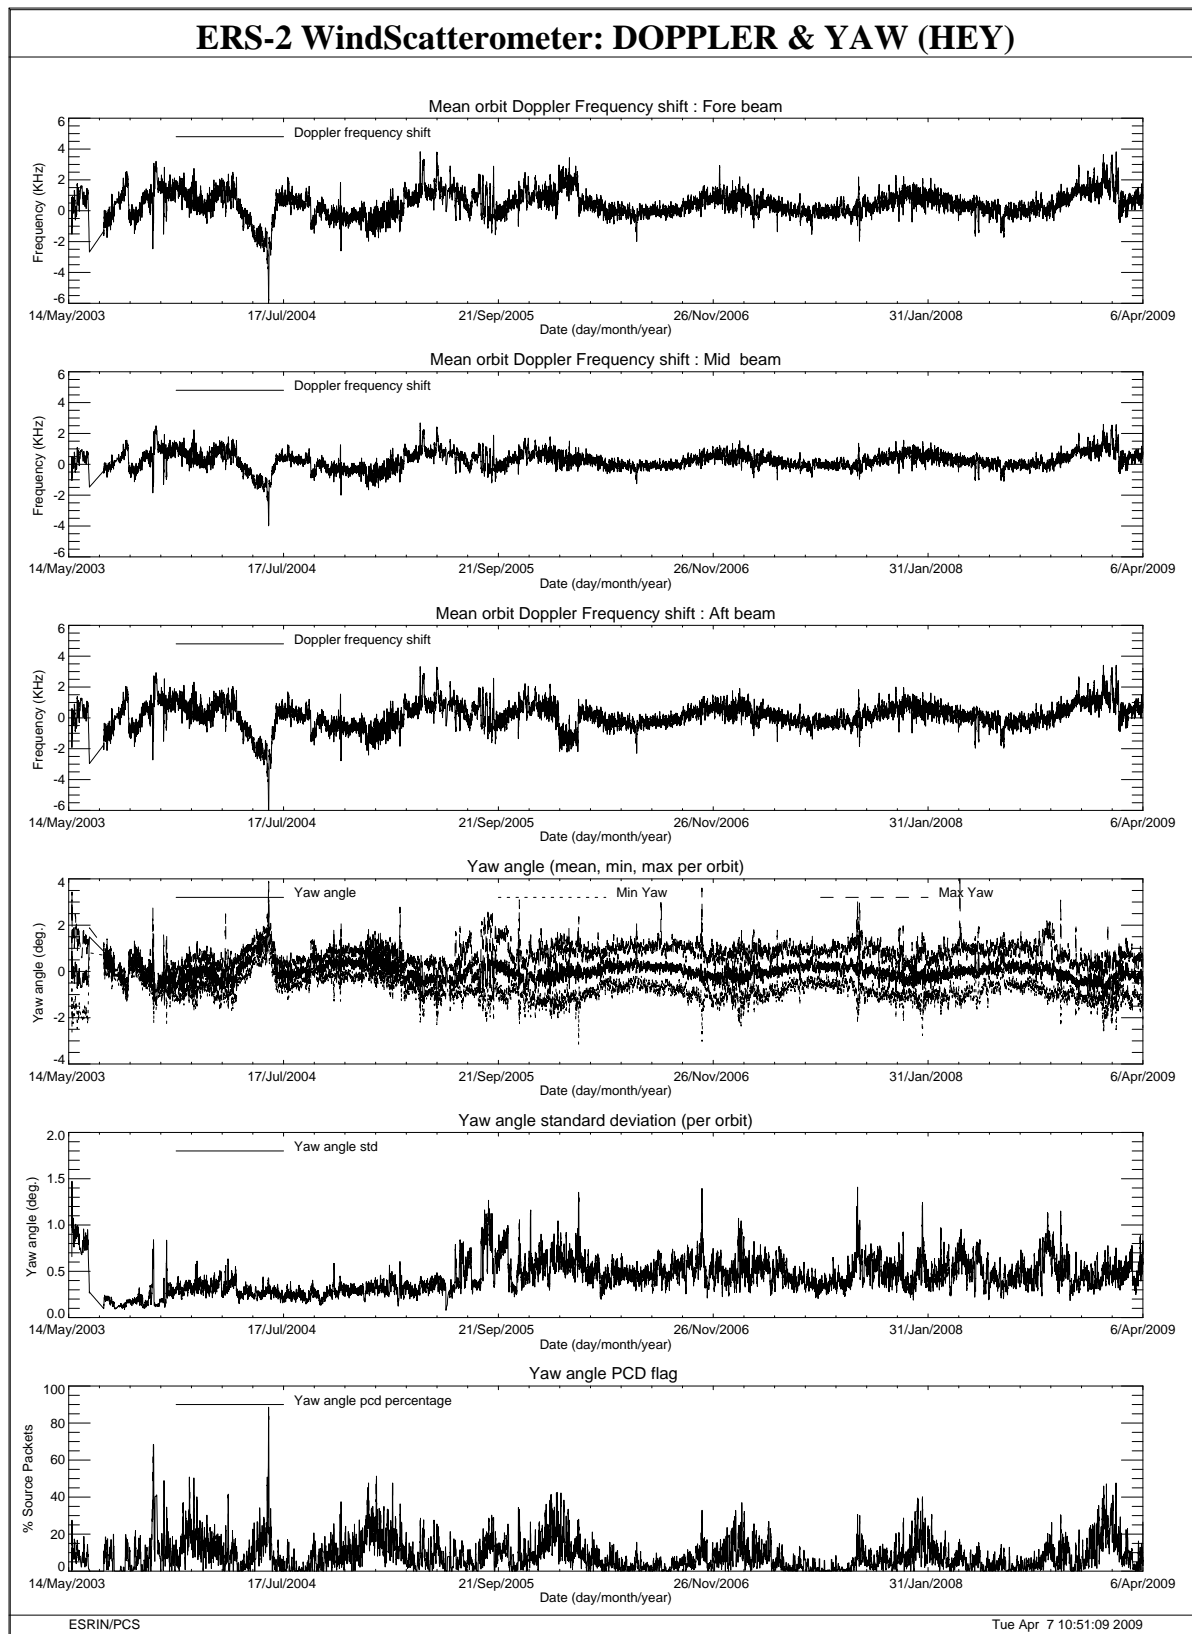 ERS-2 WindScatterometer: DOPPLER & YAW (HEY)
Mean orbit Doppler Frequency shift : Fore beam
Doppler frequency shift
Frequency (KHz)
6
4
2
0
-2
-4
-6
14/May/2003 17/Jul/2004 21/Sep/2005 26/Nov/2006 31/Jan/2008 6/Apr/2009
Date (day/month/year)
Mean orbit Doppler Frequency shift : Mid beam
Doppler frequency shift
Frequency (KHz)
6
4
2
0
-2
-4
-6
14/May/2003 17/Jul/2004 21/Sep/2005 26/Nov/2006 31/Jan/2008 6/Apr/2009
Date (day/month/year)
Mean orbit Doppler Frequency shift : Aft beam
Doppler frequency shift
Frequency (KHz)
6
4
2
0
-2
-4
-6
14/May/2003 17/Jul/2004 21/Sep/2005 26/Nov/2006 31/Jan/2008 6/Apr/2009
Date (day/month/year)
Yaw angle (mean, min, max per orbit)
Yaw angle Min Yaw Max Yaw
Yaw angle (deg.)
4
2
0
-2
-4
14/May/2003 17/Jul/2004 21/Sep/2005 26/Nov/2006 31/Jan/2008 6/Apr/2009
Date (day/month/year)
Yaw angle standard deviation (per orbit)
Yaw angle std
Yaw angle (deg.)
2.0
1.5
1.0
0.5
0.0
14/May/2003 17/Jul/2004 21/Sep/2005 26/Nov/2006 31/Jan/2008 6/Apr/2009
Date (day/month/year)
Yaw angle PCD flag
Yaw angle pcd percentage
% Source Packets
100
80
60
40
20
0
14/May/2003 17/Jul/2004 21/Sep/2005 26/Nov/2006 31/Jan/2008 6/Apr/2009
Date (day/month/year)
ESRIN/PCS Tue Apr 7 10:51:09 2009